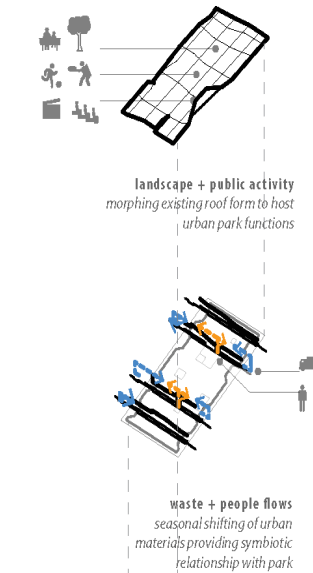 landscape + public activity
morphing existing roof form to host
urban park functions
waste + people flows
seasonal shifting of urban
materials providing symbiotic
relationship with park